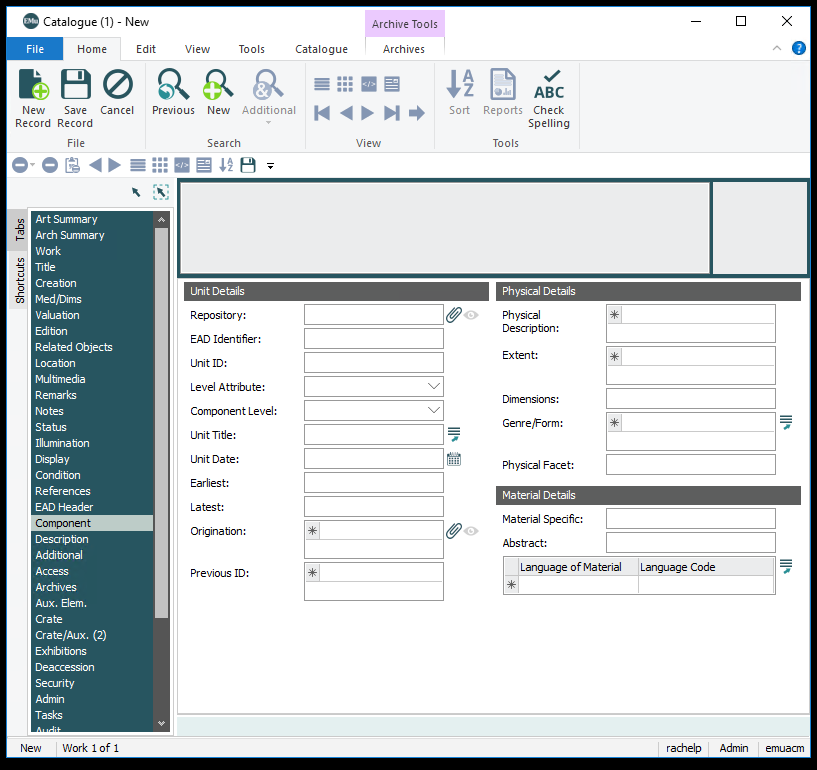 EMu Catalogue (1) - New
Archive Tools
File Home Edit View Tools Catalogue Archives ?
New Record
Save Record
Cancel
Previous
New
Additional
Sort
Reports
ABC
Check Spelling
File Search View Tools
Tabs
Shortcuts
Art Summary
Arch Summary
Work
Title
Creation
Med/Dims
Valuation
Edition
Related Objects
Location
Multimedia
Remarks
Notes
Status
Illumination
Display
Condition
References
EAD Header
Component
Description
Additional
Access
Archives
Aux. Elem.
Crate
Crate/Aux. (2)
Exhibitions
Deaccession
Security
Admin
Tasks
Audit
Unit Details
Repository:
EAD Identifier:
Unit ID:
Level Attribute:
Component Level:
Unit Title:
Unit Date:
Earliest:
Latest:
Origination:
Previous ID:
Physical Details
Physical
Description:
Extent:
Dimensions:
Genre/Form:
Physical Facet:
Material Details
Material Specific:
Abstract:
Language of Material Language Code
New Work 1 of 1 rachelp Admin emuacm